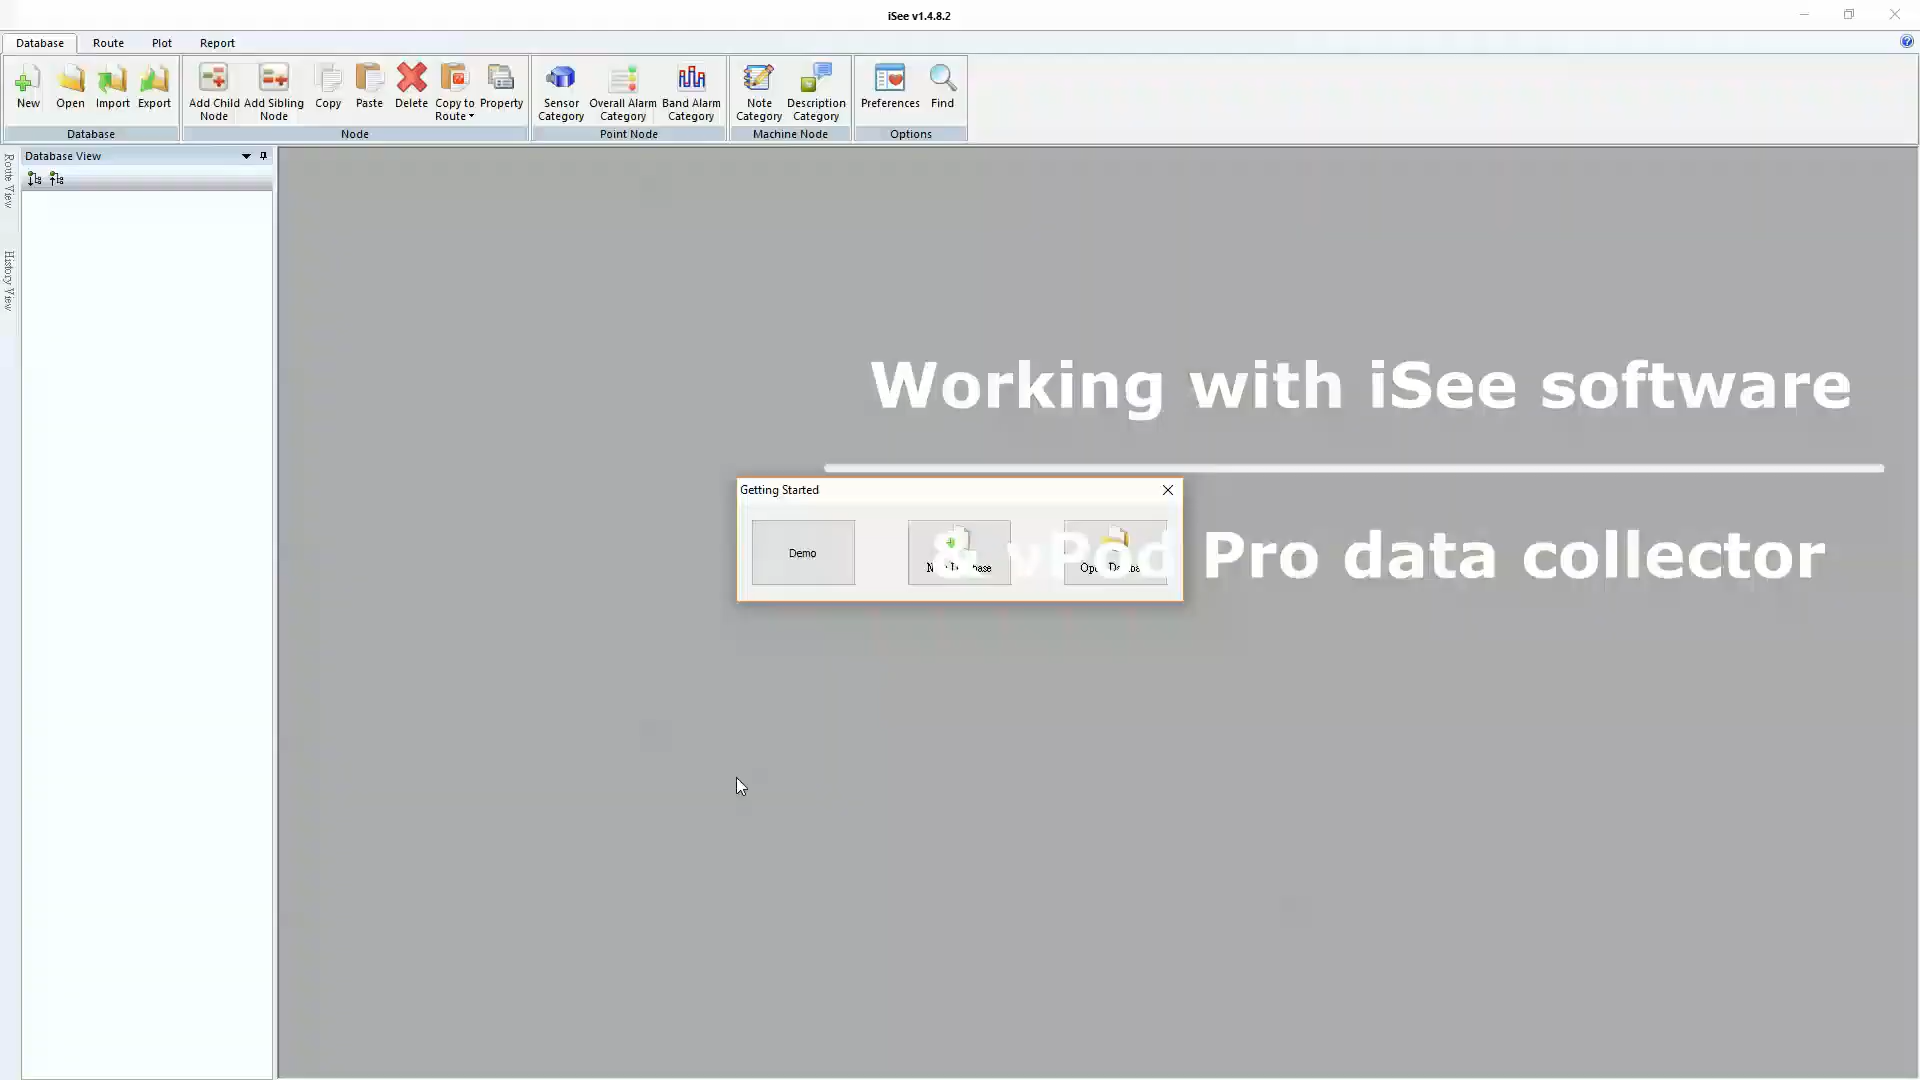 iSee v1.4.8.2
Database Route Plot Report
New Open Import Export
Database
Add Child Node
Add Sibling Node
Copy
Paste
Delete
Copy to Route
Property
Node
Sensor Category
Overall Alarm Category
Band Alarm Category
Point Node
Note Category
Description Category
Machine Node
Preferences
Find
Options
Route View
History View
Database View
Working with iSee software
& vPod Pro data collector
Getting Started
Demo